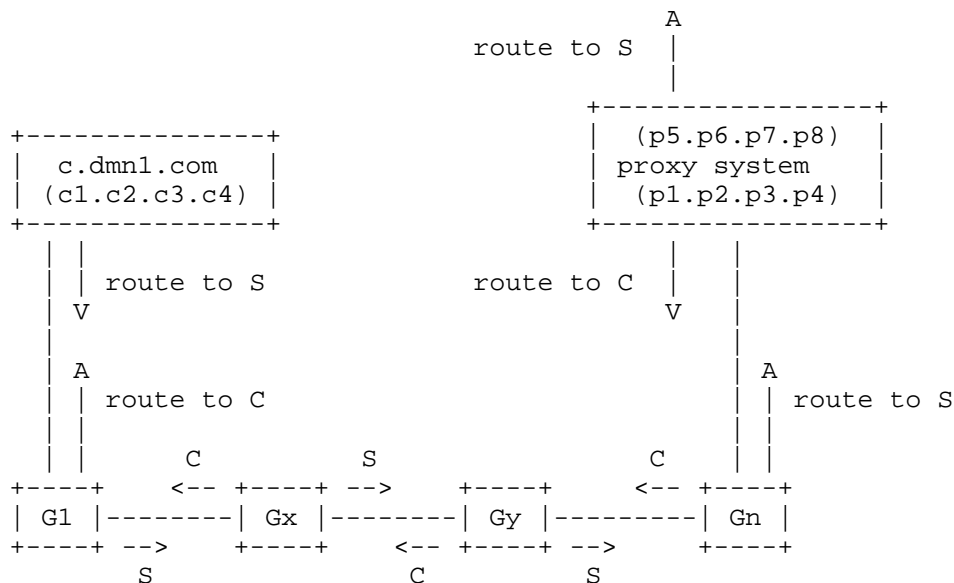 A
route to S |
|
+-----------------+
+---------------+ | (p5.p6.p7.p8) |
| c.dmn1.com | | proxy system |
| (c1.c2.c3.c4) | | (p1.p2.p3.p4) |
+---------------+ +-----------------+
| | | |
| | route to S route to C | |
| V V |
| |
| A | A
| | route to C | | route to S
| | | |
| | C S C | |
+----+ <-- +----+ --> +----+ <-- +----+
| G1 |--------| Gx |--------| Gy |--------| Gn |
+----+ --> +----+ <-- +----+ --> +----+
S C S